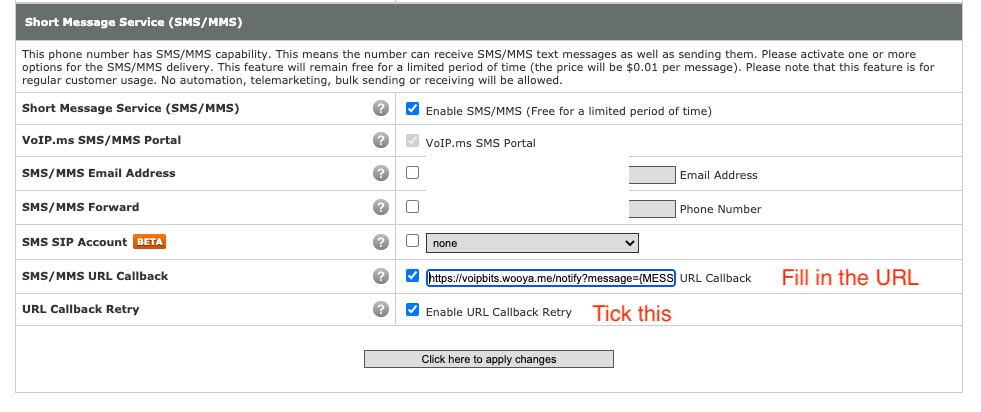 Short Message Service (SMS/MMS)
This phone number has SMS/MMS capability. This means the number can receive SMS/MMS text messages as well as sending them. Please activate one or more
options for the SMS/MMS delivery. This feature will remain free for a limited period of time (the price will be $0.01 per message). Please note that this feature is for
regular customer usage. No automation, telemarketing, bulk sending or receiving will be allowed.
Short Message Service (SMS/MMS) ? Enable SMS/MMS (Free for a limited period of time)
VoIP.ms SMS/MMS Portal ? VoIP.ms SMS Portal
SMS/MMS Email Address ? Email Address
SMS/MMS Forward ? Phone Number
SMS SIP Account BETA ? none
SMS/MMS URL Callback ? https://voipbits.wooya.me/notify?message={MESS URL Callback Fill in the URL
URL Callback Retry ? Enable URL Callback Retry Tick this
Click here to apply changes